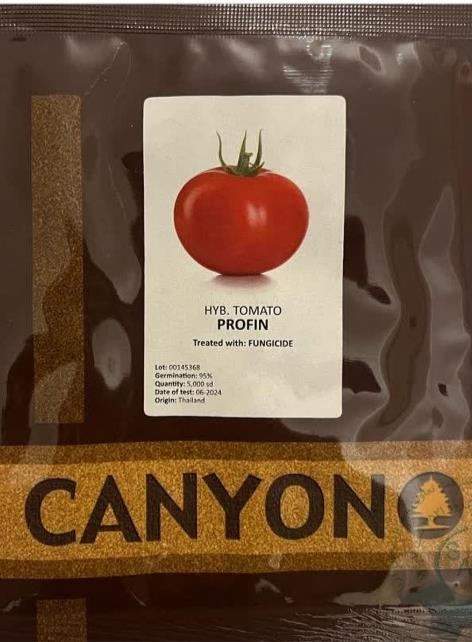 HYB. TOMATO
PROFIN
Treated with: FUNGICIDE
Lot: 00145368
Germination: 95%
Quantity: 5,000 sd
Date of test: 06-2024
Origin: Thailand
CANYON